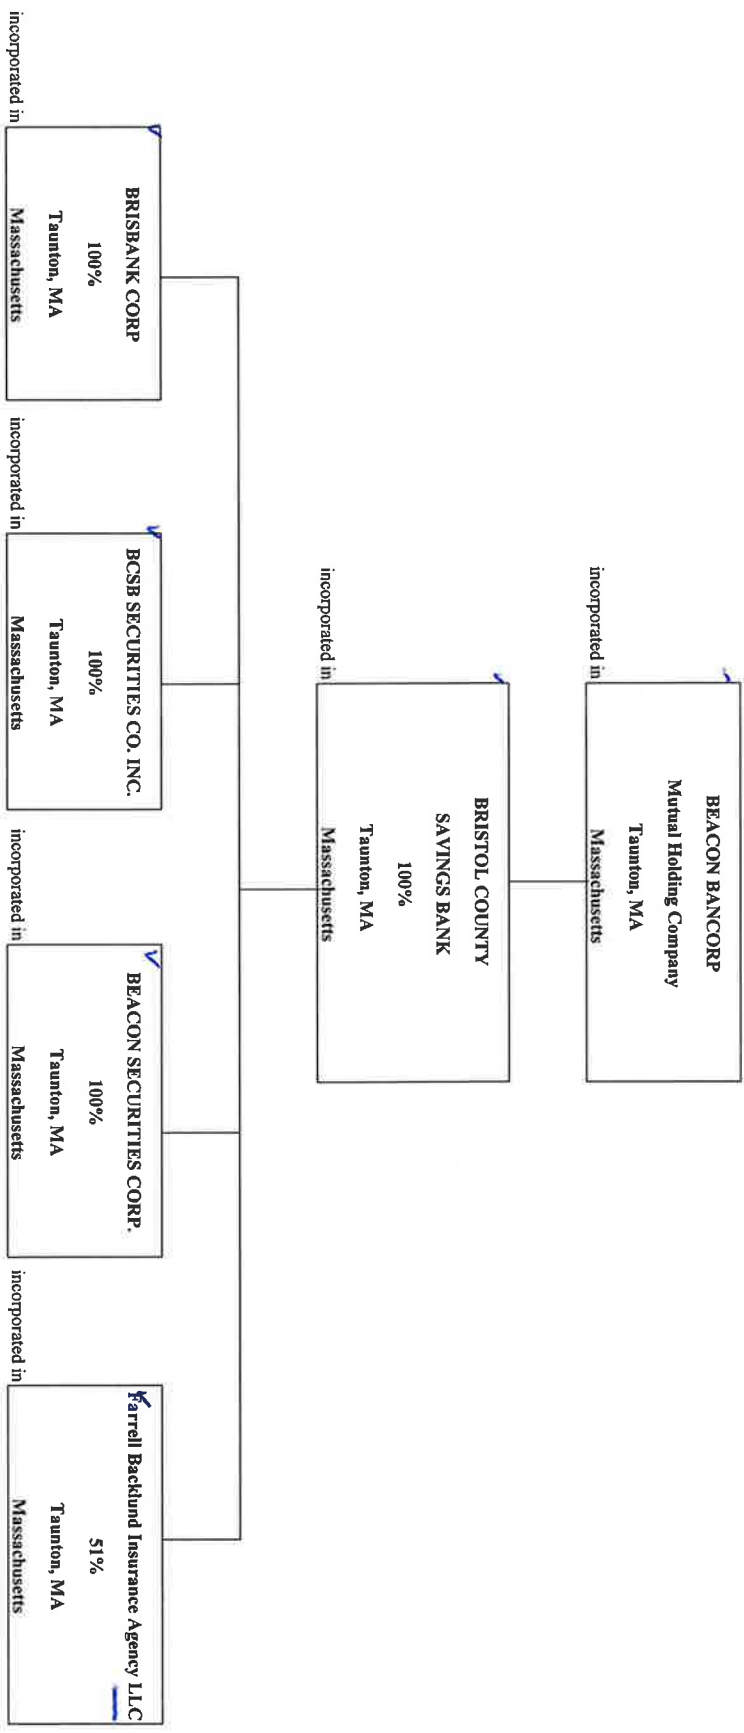 BEACON BANCORP
Mutual Holding Company
Taunton, MA
incorporated in Massachusetts
BRISTOL COUNTY
SAVINGS BANK
100%
Taunton, MA
incorporated in Massachusetts
BRISBANK CORP
100%
Taunton, MA
incorporated in Massachusetts
BCSB SECURITIES CO. INC.
100%
Taunton, MA
incorporated in Massachusetts
BEACON SECURITIES CORP.
100%
Taunton, MA
incorporated in Massachusetts
Farrell Backlund Insurance Agency LLC
51%
Taunton, MA
incorporated in Massachusetts